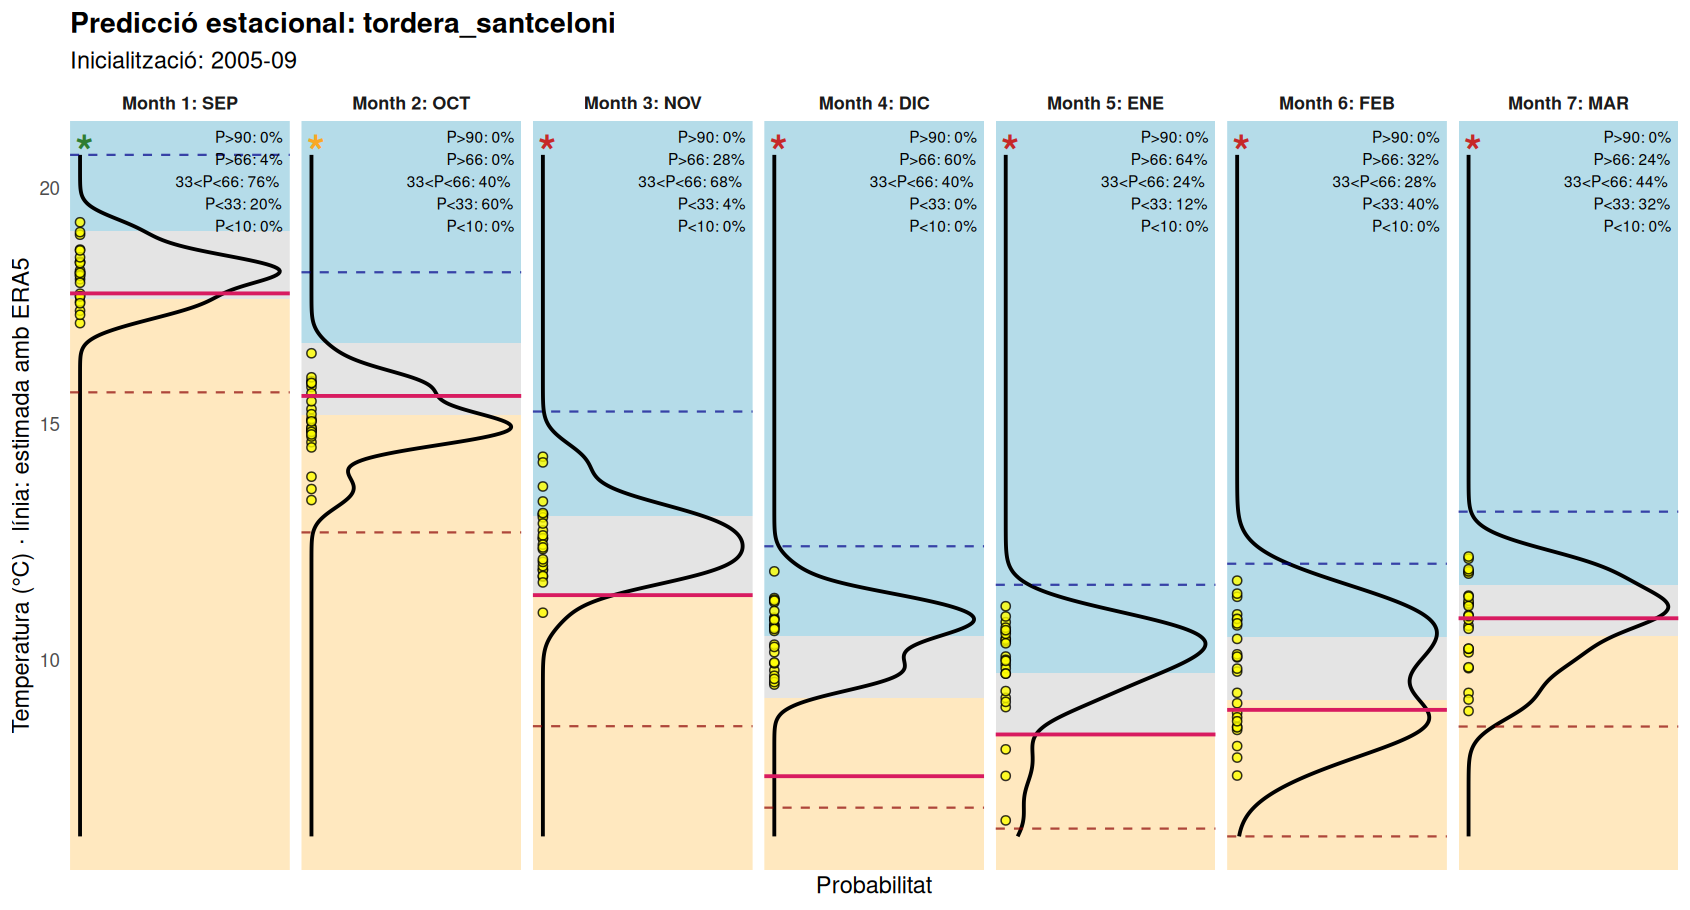 Predicció estacional: tordera_santceloni
Inicialització: 2005-09
Month 1: SEP
Month 2: OCT
Month 3: NOV
Month 4: DIC
Month 5: ENE
Month 6: FEB
Month 7: MAR
*
P>90: 0%
P>66: 4%
33<P<66: 76%
P<33: 20%
P<10: 0%
*
P>90: 0%
P>66: 0%
33<P<66: 40%
P<33: 60%
P<10: 0%
*
P>90: 0%
P>66: 28%
33<P<66: 68%
P<33: 4%
P<10: 0%
*
P>90: 0%
P>66: 60%
33<P<66: 40%
P<33: 0%
P<10: 0%
*
P>90: 0%
P>66: 64%
33<P<66: 24%
P<33: 12%
P<10: 0%
*
P>90: 0%
P>66: 32%
33<P<66: 28%
P<33: 40%
P<10: 0%
*
P>90: 0%
P>66: 24%
33<P<66: 44%
P<33: 32%
P<10: 0%
20
15
10
Temperatura (°C) · línia: estimada amb ERA5
Probabilitat